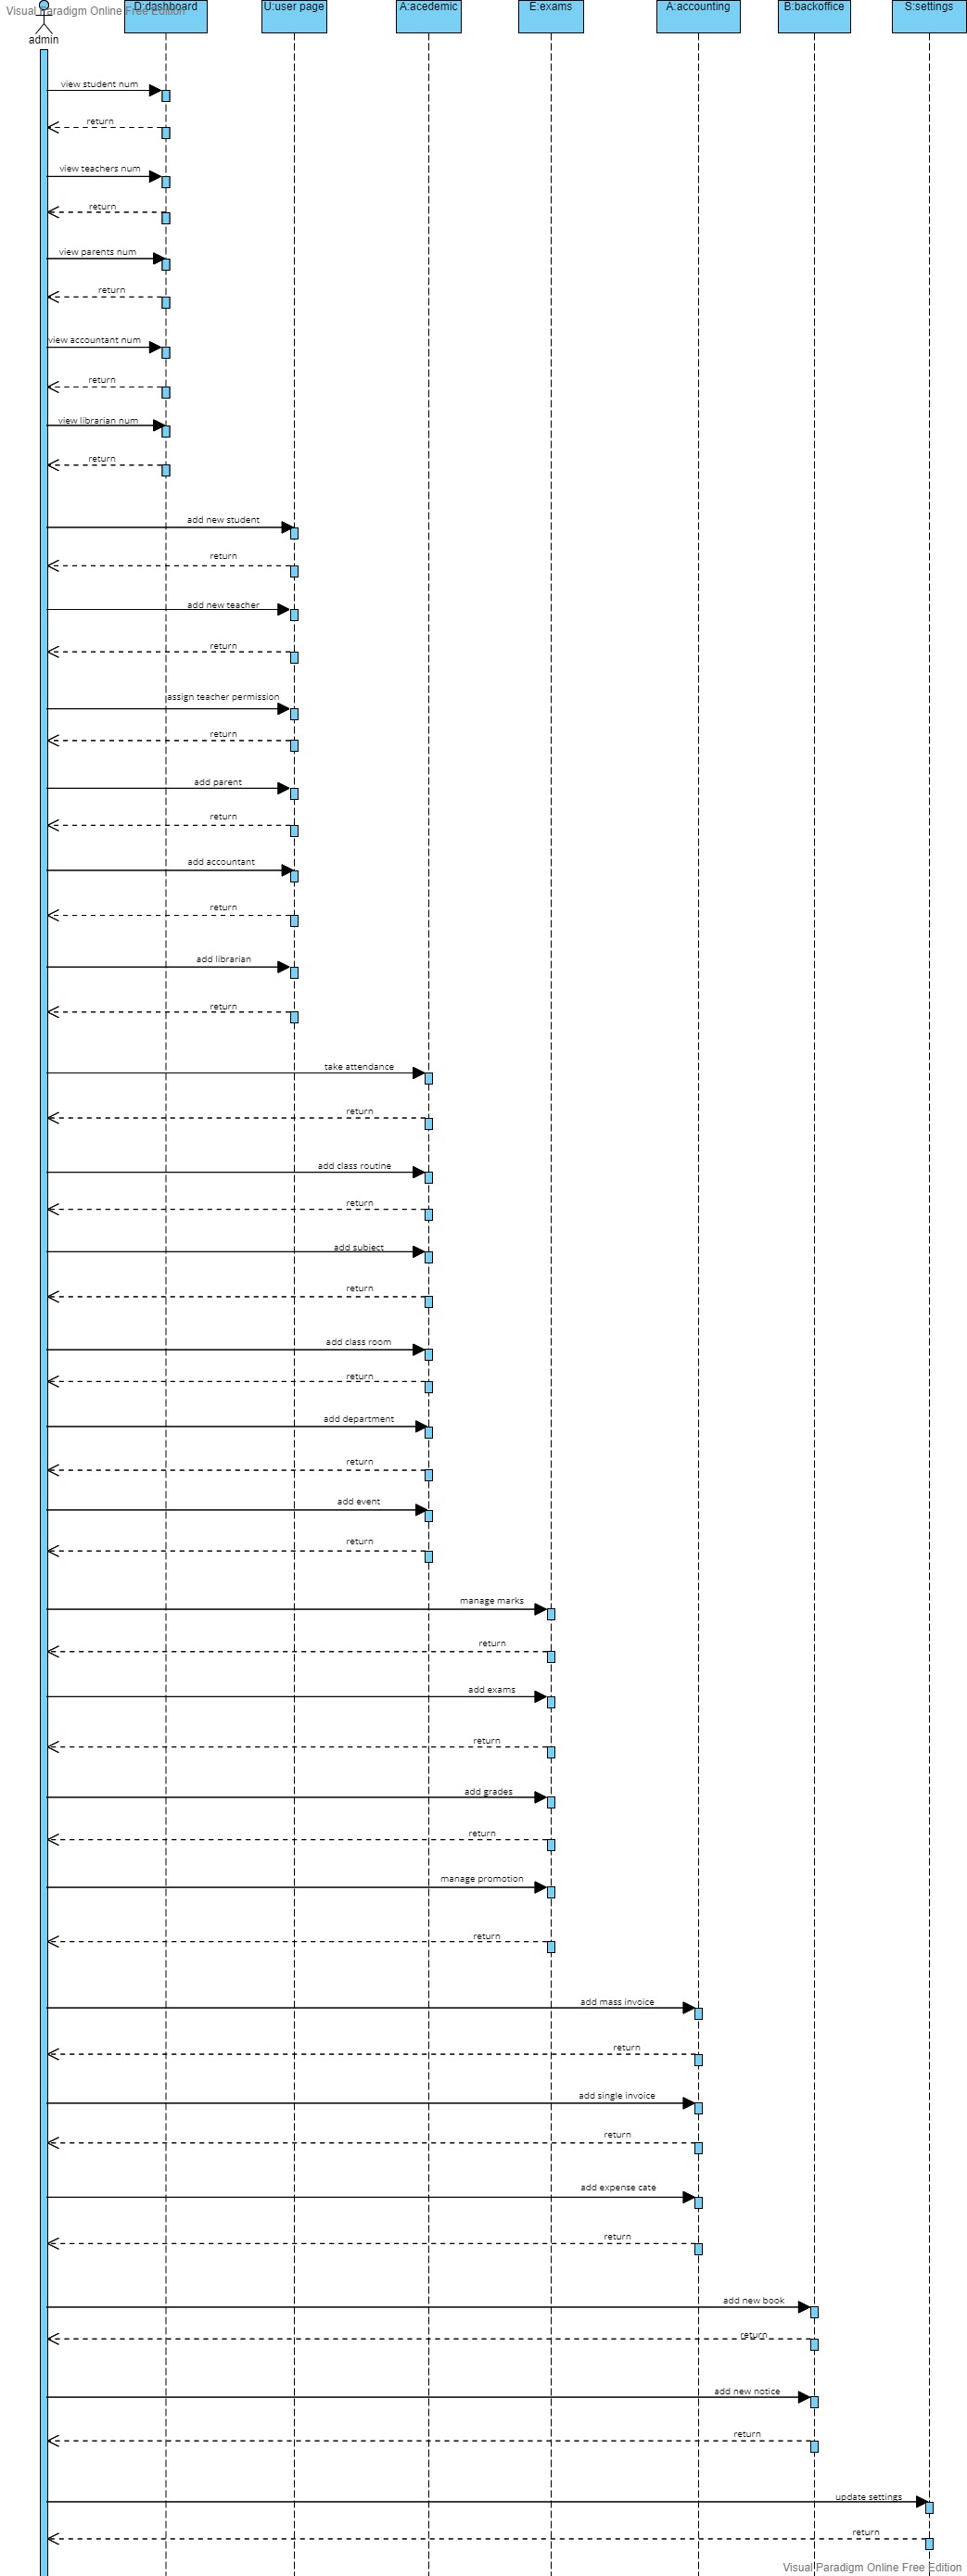 Visual Paradigm Online Free Edition
admin
D:dashboard
U:user page
A:acedemic
E:exams
A:accounting
B:backoffice
S:settings
view student num
return
view teachers num
return
view parents num
return
view accountant num
return
view librarian num
return
add new student
return
add new teacher
return
assign teacher permission
return
add parent
return
add accountant
return
add librarian
return
take attendance
return
add class routine
return
add subject
return
add class room
return
add department
return
add event
return
manage marks
return
add exams
return
add grades
return
manage promotion
return
add mass invoice
return
add single invoice
return
add expense cate
return
add new book
return
add new notice
return
update settings
return
Visual Paradigm Online Free Edition